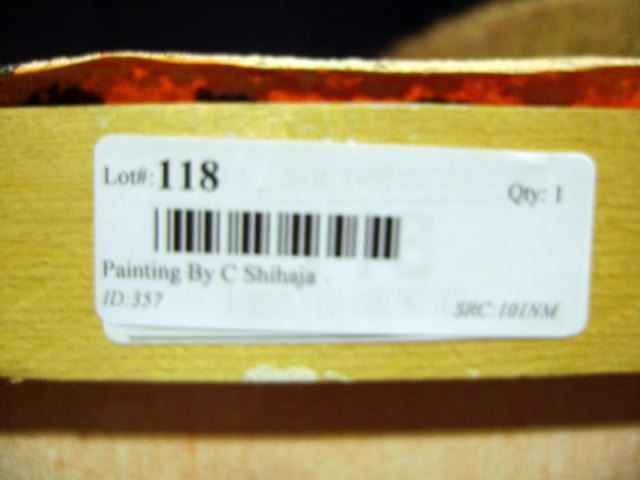 Lot#: 118
Qty: 1
Painting By C Shihaja
ID: 357
SRC: 101NM